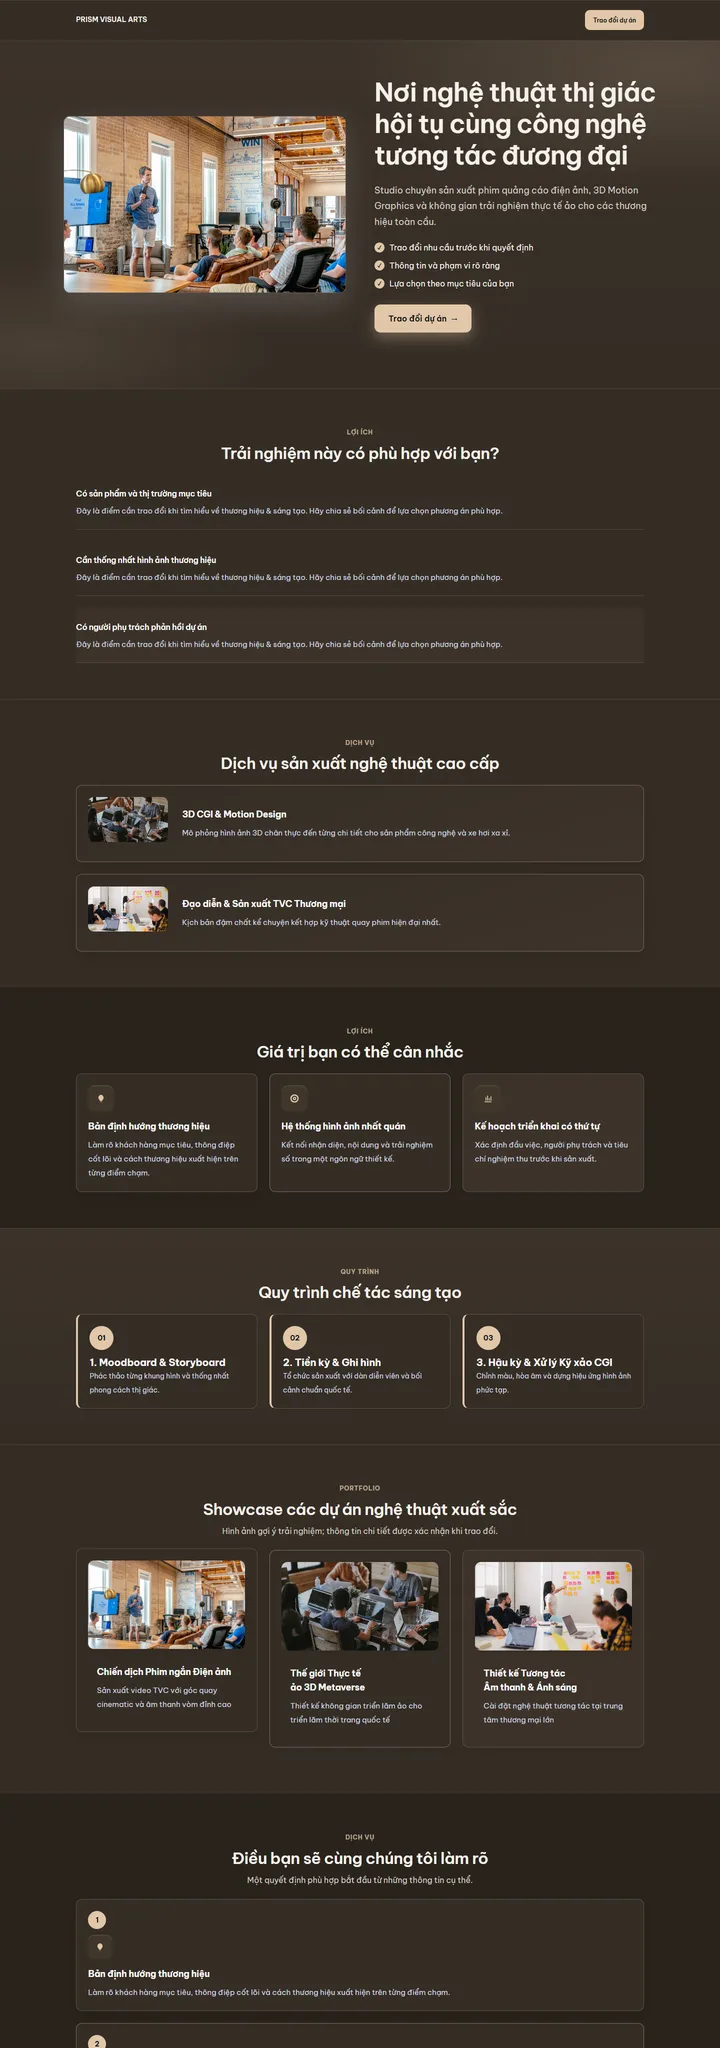 PRISM VISUAL ARTS
Trao đổi dự án
WIN
Nơi nghệ thuật thị giác
hội tụ cùng công nghệ
tương tác đương đại
Studio chuyên sản xuất phim quảng cáo điện ảnh, 3D Motion
Graphics và không gian trải nghiệm thực tế ảo cho các thương
hiệu toàn cầu.
Trao đổi nhu cầu trước khi quyết định
Thông tin và phạm vi rõ ràng
Lựa chọn theo mục tiêu của bạn
Trao đổi dự án →
LỢI ÍCH
Trải nghiệm này có phù hợp với bạn?
Có sản phẩm và thị trường mục tiêu
Đây là điểm cần trao đổi khi tìm hiểu về thương hiệu & sáng tạo. Hãy chia sẻ bối cảnh để lựa chọn phương án phù hợp.
Cần thống nhất hình ảnh thương hiệu
Đây là điểm cần trao đổi khi tìm hiểu về thương hiệu & sáng tạo. Hãy chia sẻ bối cảnh để lựa chọn phương án phù hợp.
Có người phụ trách phản hồi dự án
Đây là điểm cần trao đổi khi tìm hiểu về thương hiệu & sáng tạo. Hãy chia sẻ bối cảnh để lựa chọn phương án phù hợp.
DỊCH VỤ
Dịch vụ sản xuất nghệ thuật cao cấp
3D CGI & Motion Design
Mô phỏng hình ảnh 3D chân thực đến từng chi tiết cho sản phẩm công nghệ và xe hơi xa xỉ.
Đạo diễn & Sản xuất TVC Thương mại
Kịch bản đậm chất kể chuyện kết hợp kỹ thuật quay phim hiện đại nhất.
LỢI ÍCH
Giá trị bạn có thể cân nhắc
Bản định hướng thương hiệu
Làm rõ khách hàng mục tiêu, thông điệp
cốt lõi và cách thương hiệu xuất hiện trên
từng điểm chạm.
Hệ thống hình ảnh nhất quán
Kết nối nhận diện, nội dung và trải nghiệm
số trong một ngôn ngữ thiết kế.
Kế hoạch triển khai có thứ tự
Xác định đầu việc, người phụ trách và tiêu
chí nghiệm thu trước khi sản xuất.
QUY TRÌNH
Quy trình chế tác sáng tạo
01
1. Moodboard & Storyboard
Phác thảo từng khung hình và thống nhất
phong cách thị giác.
02
2. Tiền kỳ & Ghi hình
Tổ chức sản xuất với dàn diễn viên và bối
cảnh chuẩn quốc tế.
03
3. Hậu kỳ & Xử lý Kỹ xảo CGI
Chỉnh màu, hòa âm và dựng hiệu ứng hình ảnh
phức tạp.
PORTFOLIO
Showcase các dự án nghệ thuật xuất sắc
Hình ảnh gợi ý trải nghiệm; thông tin chi tiết được xác nhận khi trao đổi.
Chiến dịch Phim ngắn Điện ảnh
Sản xuất video TVC với góc quay
cinematic và âm thanh vòm đỉnh cao
Thế giới Thực tế
ảo 3D Metaverse
Thiết kế không gian triển lãm ảo cho
triển lãm thời trang quốc tế
Thiết kế Tương tác
Âm thanh & Ánh sáng
Cài đặt nghệ thuật tương tác tại trung
tâm thương mại lớn
DỊCH VỤ
Điều bạn sẽ cùng chúng tôi làm rõ
Một quyết định phù hợp bắt đầu từ những thông tin cụ thể.
1
Bản định hướng thương hiệu
Làm rõ khách hàng mục tiêu, thông điệp cốt lõi và cách thương hiệu xuất hiện trên từng điểm chạm.
2